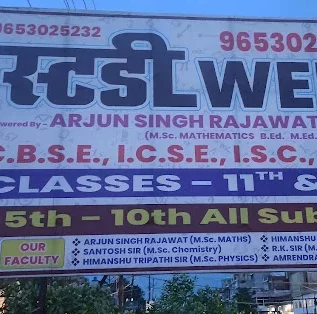 9653025232
965302
स्टडी WE
Powered By - ARJUN SINGH RAJAWAT
(M.Sc. MATHEMATICS B.Ed. M.Ed.
C.B.S.E., I.C.S.E., I.S.C.,
CLASSES - 11TH &
5th - 10th All Sub
OUR FACULTY
❖ ARJUN SINGH RAJAWAT (M.Sc. MATHS) ❖ HIMANSHU
❖ SANTOSH SIR (M.Sc. Chemistry) ❖ R.K. SIR (M.
❖ HIMANSHU TRIPATHI SIR (M.Sc. PHYSICS) ❖ AMRENDRA